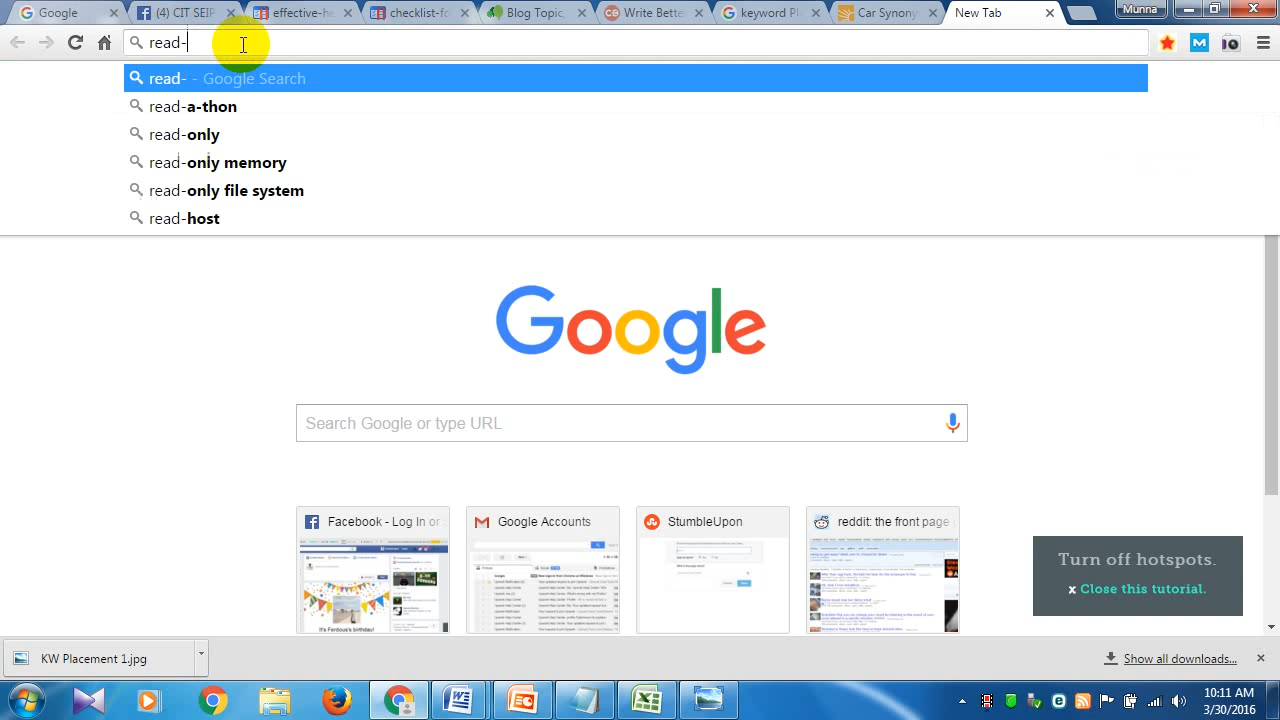 Google
(4) CIT SEIP
effective-he
checklist-fo
Blog Topic
Write Bette
keyword Pl
Car Synony
New Tab
Munna
read-
read- - Google Search
read-a-thon
read-only
read-only memory
read-only file system
read-host
Google
Search Google or type URL
Facebook - Log In or
Google Accounts
StumbleUpon
reddit: the front page
It's Ferdous's birthday!
Turn off hotspots
x Close this tutorial.
KW Placement 1.jpg
Show all downloads...
10:11 AM
3/30/2016